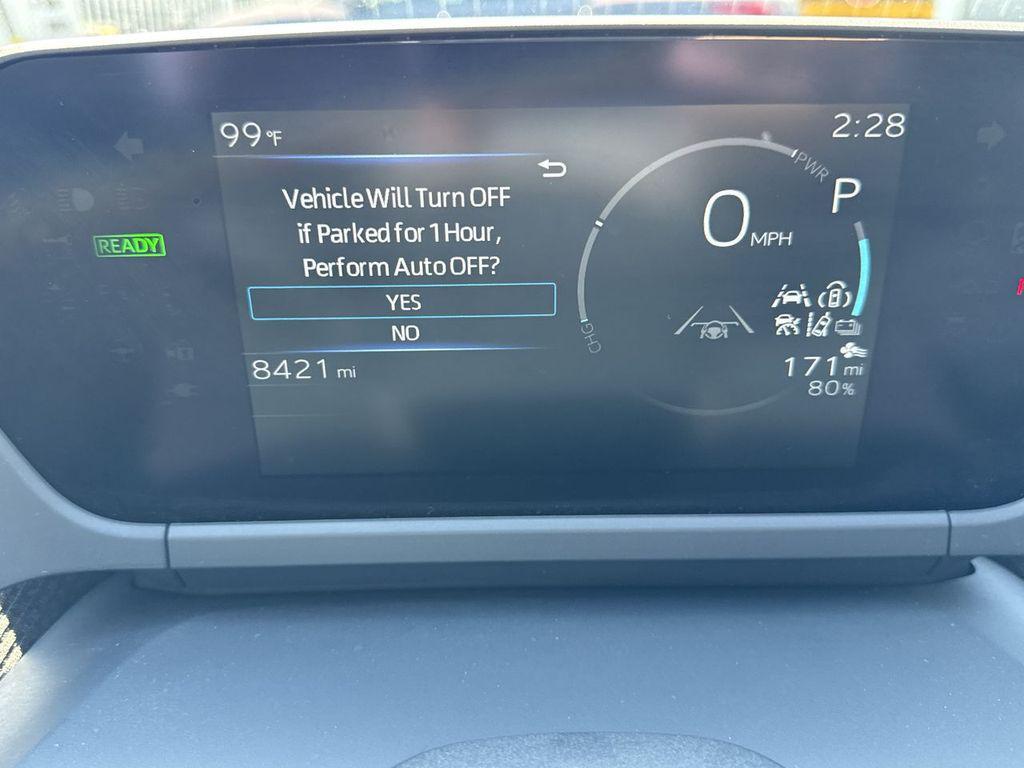 99°F
2:28
PWR
Vehicle Will Turn OFF
if Parked for 1 Hour,
Perform Auto OFF?
YES
NO
READY
P
0 MPH
CHG
8421 mi
171 mi
80%